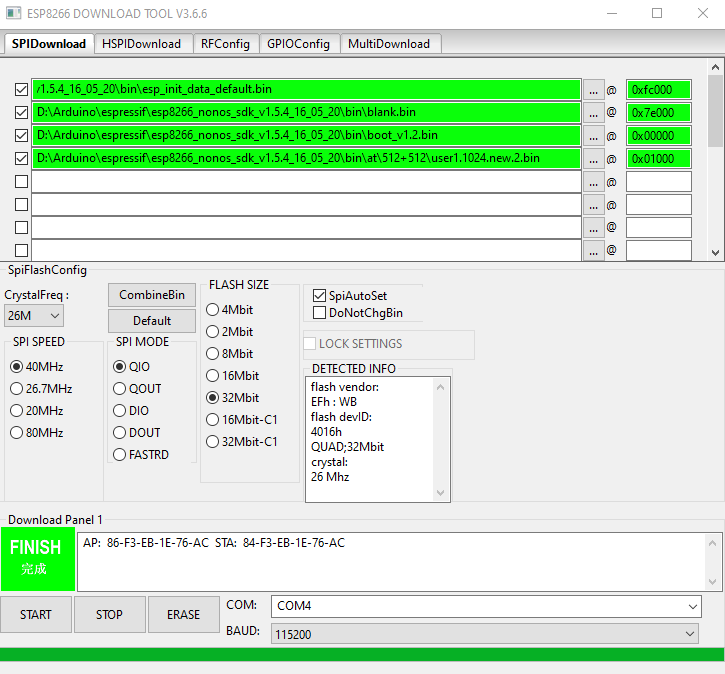 ESP8266 DOWNLOAD TOOL V3.6.6
SPIDownload HSPIDownload RFConfig GPIOConfig MultiDownload
/1.5.4_16_05_20\bin\esp_init_data_default.bin ... @ 0xfc000
D:\Arduino\espressif\esp8266_nonos_sdk_v1.5.4_16_05_20\bin\blank.bin ... @ 0x7e000
D:\Arduino\espressif\esp8266_nonos_sdk_v1.5.4_16_05_20\bin\boot_v1.2.bin ... @ 0x00000
D:\Arduino\espressif\esp8266_nonos_sdk_v1.5.4_16_05_20\bin\at\512+512\user1.1024.new.2.bin ... @ 0x01000
... @
... @
... @
... @
SpiFlashConfig
CrystalFreq :
26M
CombineBin
Default
SPI SPEED
40MHz
26.7MHz
20MHz
80MHz
SPI MODE
QIO
QOUT
DIO
DOUT
FASTRD
FLASH SIZE
4Mbit
2Mbit
8Mbit
16Mbit
32Mbit
16Mbit-C1
32Mbit-C1
SpiAutoSet
DoNotChgBin
LOCK SETTINGS
DETECTED INFO
flash vendor:
EFh : WB
flash devID:
4016h
QUAD;32Mbit
crystal:
26 Mhz
Download Panel 1
FINISH
完成
AP: 86-F3-EB-1E-76-AC STA: 84-F3-EB-1E-76-AC
START STOP ERASE
COM: COM4
BAUD: 115200